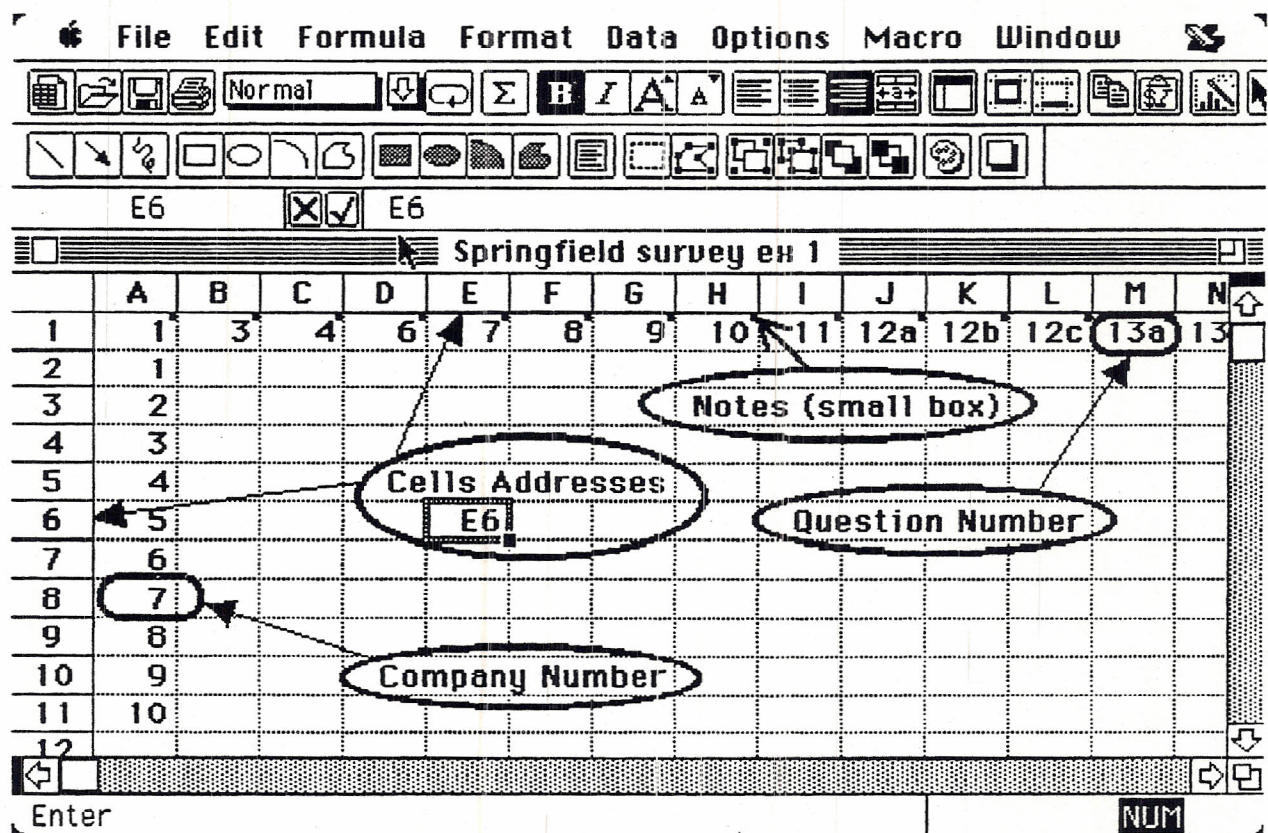 File Edit Formula Format Data Options Macro Window
Normal Σ B I A A a
E6 E6
Springfield survey ex 1
A B C D E F G H I J K L M N
1 1 3 4 6 7 8 9 10 11 12a 12b 12c 13a 13
2 1
3 2 Notes (small box)
4 3
5 4 Cells Addresses
6 5 E6 Question Number
7 6
8 7
9 8
10 9 Company Number
11 10
12
Enter NUM